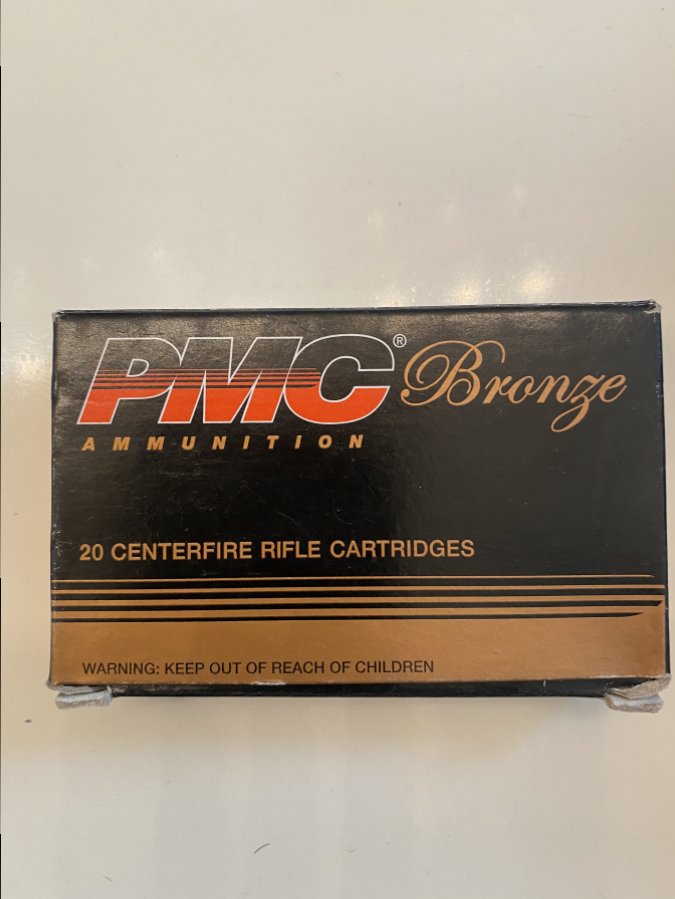 PMC® Bronze
AMMUNITION
20 CENTERFIRE RIFLE CARTRIDGES
WARNING: KEEP OUT OF REACH OF CHILDREN